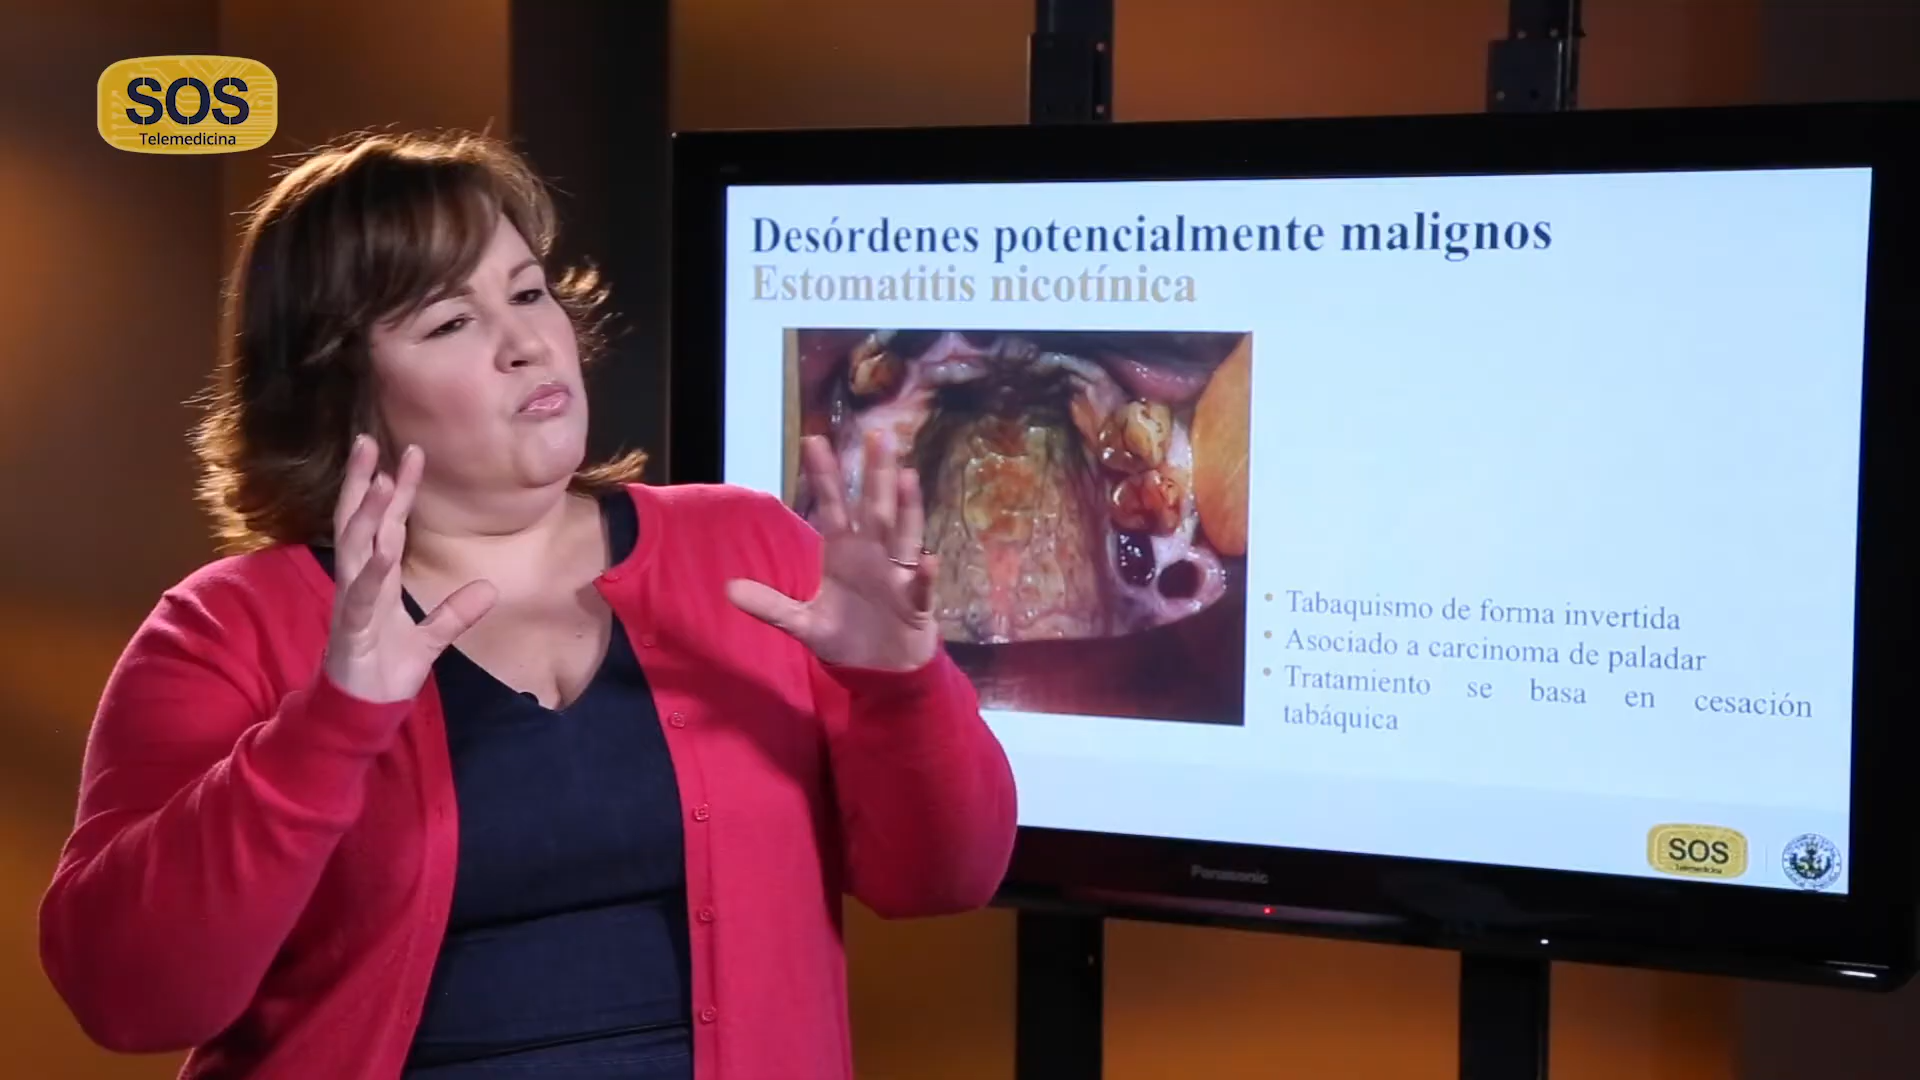 SOS
Telemedicina
Desórdenes potencialmente malignos
Estomatitis nicotínica
• Tabaquismo de forma invertida
• Asociado a carcinoma de paladar
• Tratamiento se basa en cesación
tabáquica
SOS
Telemedicina
Panasonic